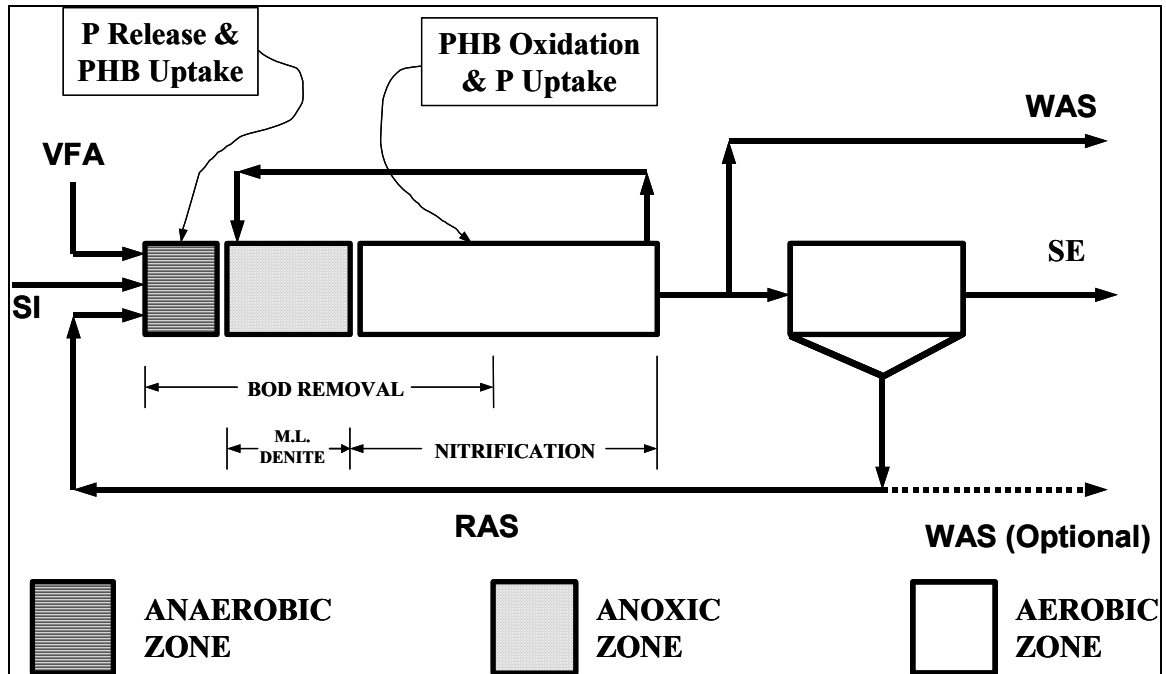 P Release &
PHB Uptake
PHB Oxidation
& P Uptake
WAS
VFA
SE
SI
BOD REMOVAL
M.L.
DENITE
NITRIFICATION
RAS
WAS (Optional)
ANAEROBIC
ZONE
ANOXIC
ZONE
AEROBIC
ZONE